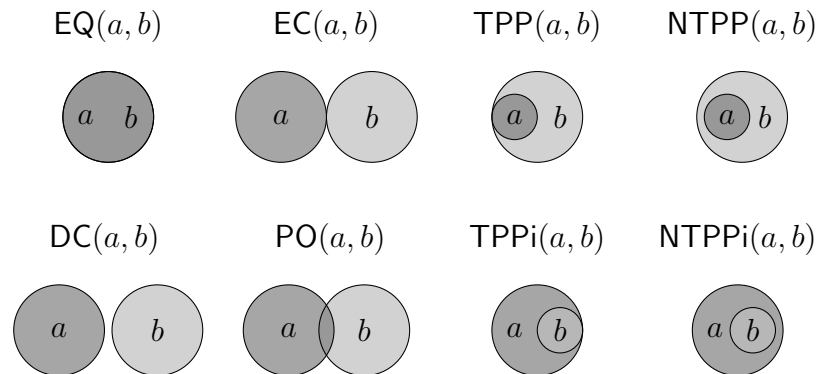 EQ(a, b) EC(a, b) TPP(a, b) NTPP(a, b)
a b a b a b a b
DC(a, b) PO(a, b) TPPi(a, b) NTPPi(a, b)
a b a b a b a b